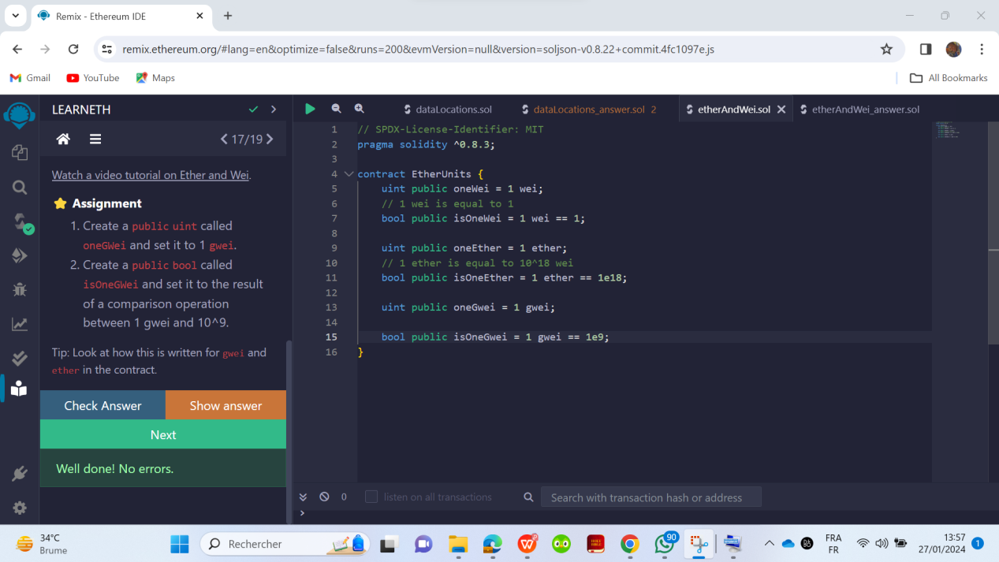 Remix - Ethereum IDE
remix.ethereum.org/#lang=en&optimize=false&runs=200&evmVersion=null&version=soljson-v0.8.22+commit.4fc1097e.js
Gmail YouTube Maps All Bookmarks
LEARNETH
17/19
Watch a video tutorial on Ether and Wei.
Assignment
1. Create a public uint called
oneGWei and set it to 1 gwei.
2. Create a public bool called
isOneGWei and set it to the result
of a comparison operation
between 1 gwei and 10^9.
Tip: Look at how this is written for gwei and
ether in the contract.
Check Answer Show answer
Next
Well done! No errors.
dataLocations.sol dataLocations_answer.sol 2 etherAndWei.sol etherAndWei_answer.sol
1 // SPDX-License-Identifier: MIT
2 pragma solidity ^0.8.3;
3
4 contract EtherUnits {
5 uint public oneWei = 1 wei;
6 // 1 wei is equal to 1
7 bool public isOneWei = 1 wei == 1;
8
9 uint public oneEther = 1 ether;
10 // 1 ether is equal to 10^18 wei
11 bool public isOneEther = 1 ether == 1e18;
12
13 uint public oneGwei = 1 gwei;
14
15 bool public isOneGwei = 1 gwei == 1e9;
16 }
0 listen on all transactions Search with transaction hash or address
>
34°C
Brume
Rechercher
90
FRA
FR
13:57
27/01/2024
1